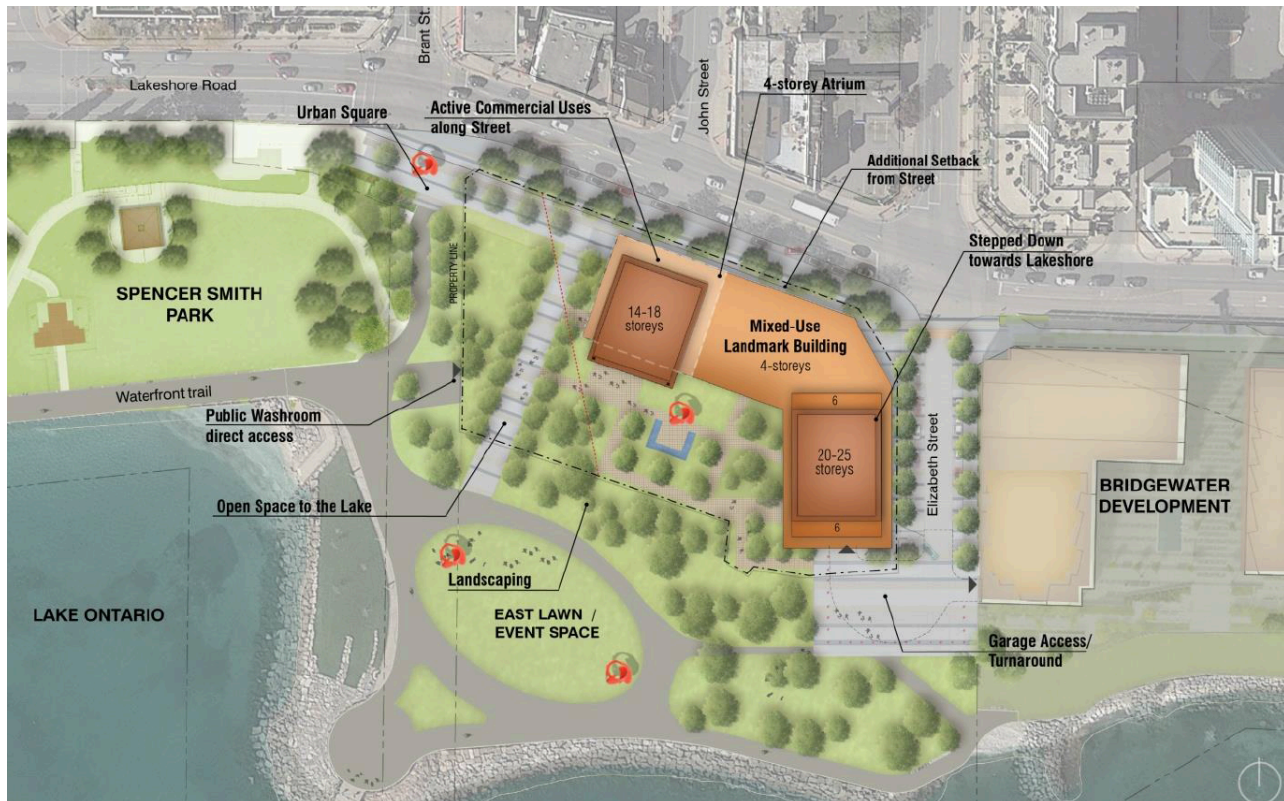 Brant St.
Lakeshore Road
John Street
Urban Square
Active Commercial Uses
along Street
4-storey Atrium
Additional Setback
from Street
Stepped Down
towards Lakeshore
PROPERTY LINE
14-18
storeys
Mixed-Use
Landmark Building
4-storeys
SPENCER SMITH
PARK
Waterfront trail
Public Washroom
direct access
6
20-25
storeys
6
Elizabeth Street
BRIDGEWATER
DEVELOPMENT
Open Space to the Lake
Landscaping
EAST LAWN /
EVENT SPACE
LAKE ONTARIO
Garage Access/
Turnaround